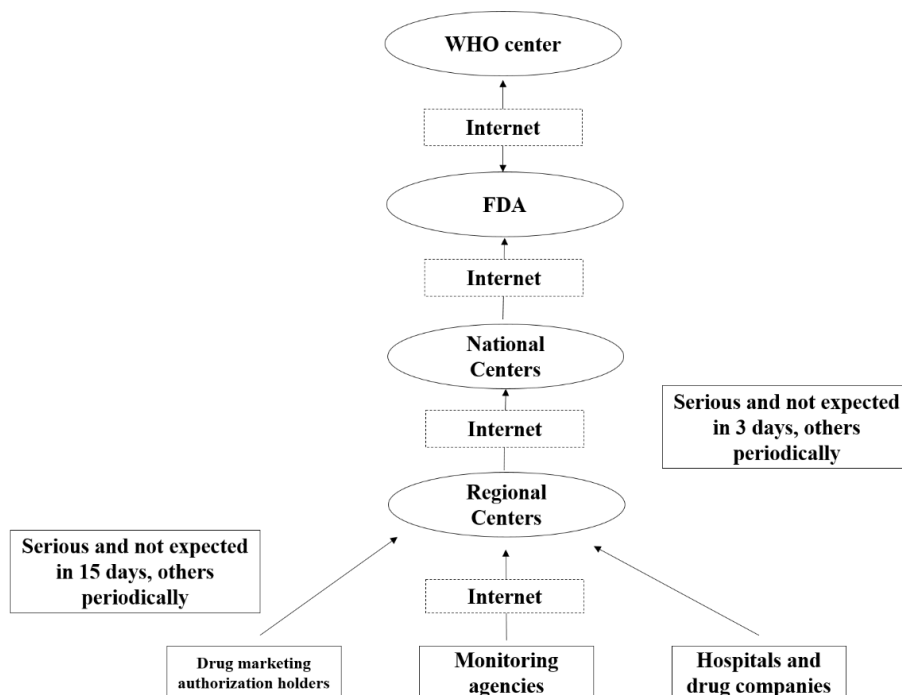 WHO center
Internet
FDA
Internet
National
Centers
Serious and not expected
in 3 days, others
periodically
Internet
Regional
Centers
Serious and not expected
in 15 days, others
periodically
Internet
Drug marketing
authorization holders
Monitoring
agencies
Hospitals and
drug companies